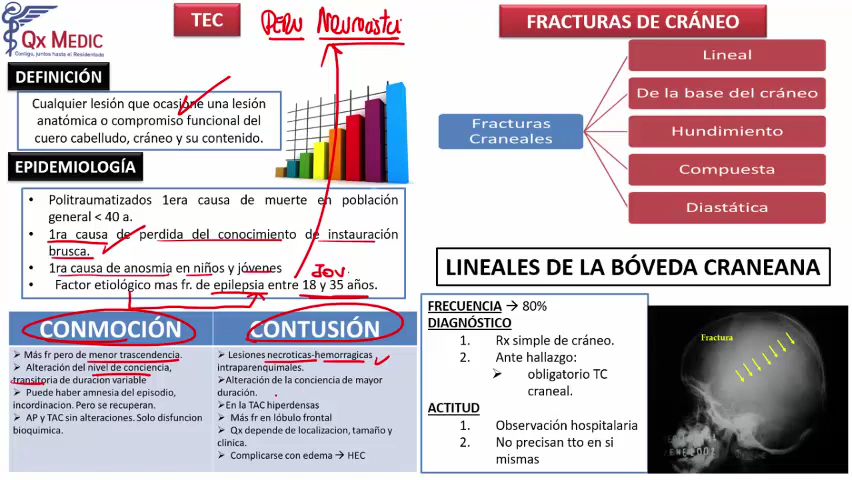 Qx MEDIC
Contigo, juntos hasta el Residentado
TEC
Peru Neurocisti
DEFINICIÓN
Cualquier lesión que ocasione una lesión
anatómica o compromiso funcional del
cuero cabelludo, cráneo y su contenido.
EPIDEMIOLOGÍA
• Politraumatizados 1era causa de muerte en población
general < 40 a.
• 1ra causa de perdida del conocimiento de instauración
brusca.
• 1ra causa de anosmia en niños y jóvenes
Jov.
• Factor etiológico mas fr. de epilepsia entre 18 y 35 años.
CONMOCIÓN
➢ Más fr pero de menor trascendencia.
➢ Alteración del nivel de conciencia,
transitoria de duracion variable
➢ Puede haber amnesia del episodio,
incordinacion. Pero se recuperan.
➢ AP y TAC sin alteraciones. Solo disfuncion
bioquimica.
CONTUSIÓN
➢ Lesiones necroticas-hemorragicas
intraparenquimales.
➢Alteración de la conciencia de mayor
duración.
➢En la TAC hiperdensas
➢ Más fr en lóbulo frontal
➢ Qx depende de localizacion, tamaño y
clinica.
➢ Complicarse con edema → HEC
FRACTURAS DE CRÁNEO
Fracturas
Craneales
Lineal
De la base del cráneo
Hundimiento
Compuesta
Diastática
LINEALES DE LA BÓVEDA CRANEANA
FRECUENCIA → 80%
DIAGNÓSTICO
1. Rx simple de cráneo.
2. Ante hallazgo:
➢ obligatorio TC
craneal.
ACTITUD
1. Observación hospitalaria
2. No precisan tto en si
mismas
Fractura